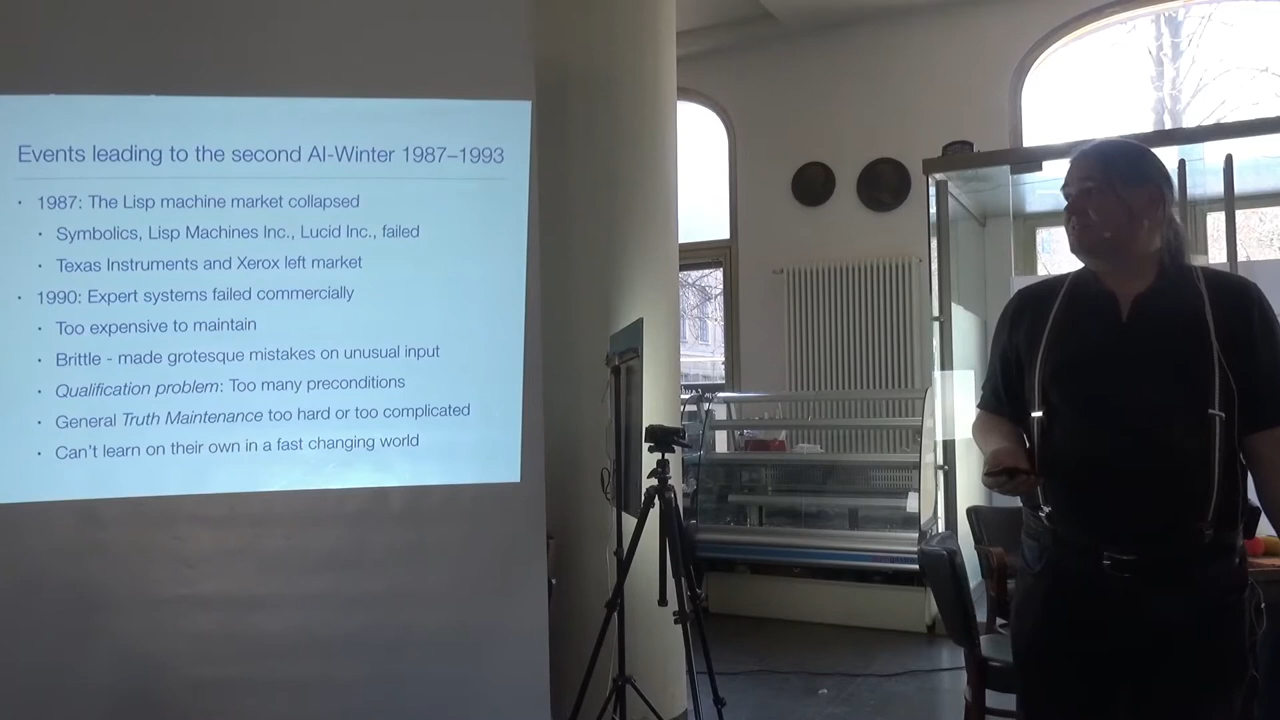 Events leading to the second AI-Winter 1987–1993
• 1987: The Lisp machine market collapsed
• Symbolics, Lisp Machines Inc., Lucid Inc., failed
• Texas Instruments and Xerox left market
• 1990: Expert systems failed commercially
• Too expensive to maintain
• Brittle - made grotesque mistakes on unusual input
• Qualification problem: Too many preconditions
• General Truth Maintenance too hard or too complicated
• Can't learn on their own in a fast changing world